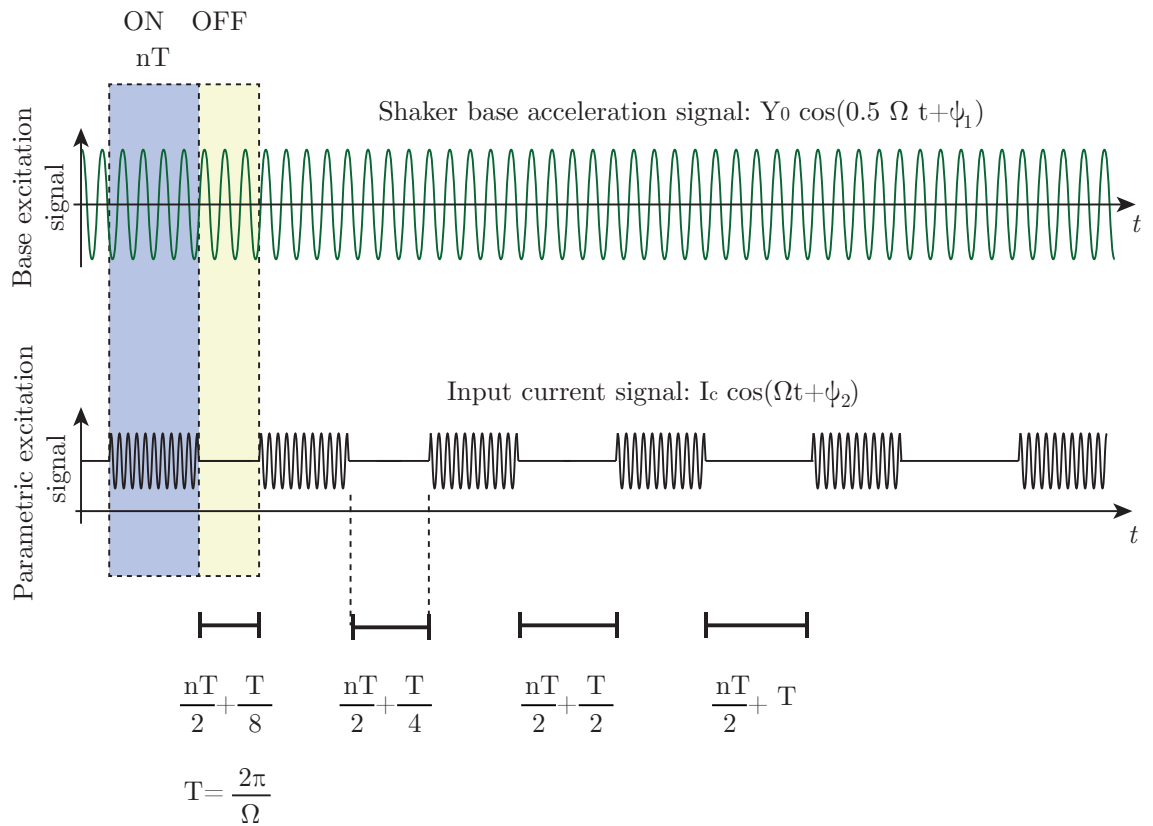 ON OFF
nT
Base excitation
signal
Shaker base acceleration signal: Y₀ cos(0.5 Ω t+ψ₁)
t
Parametric excitation
signal
Input current signal: I꜀ cos(Ωt+ψ₂)
t
nT/2 + T/8
nT/2 + T/4
nT/2 + T/2
nT/2 + T
T= 2π/Ω